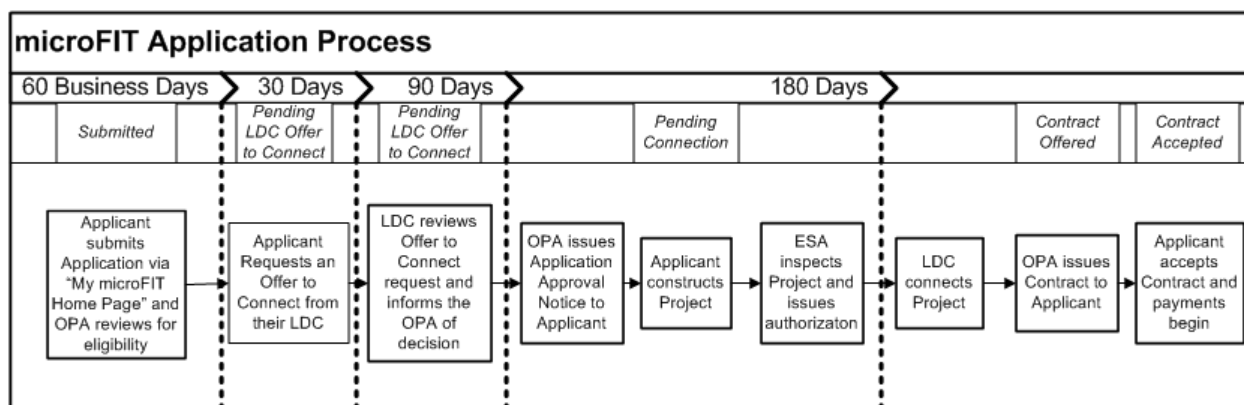 microFIT Application Process
60 Business Days
30 Days
90 Days
180 Days
Submitted
Pending
LDC Offer
to Connect
Pending
LDC Offer
to Connect
Pending
Connection
Contract
Offered
Contract
Accepted
Applicant
submits
Application via
“My microFIT
Home Page” and
OPA reviews for
eligibility
Applicant
Requests an
Offer to
Connect from
their LDC
LDC reviews
Offer to
Connect
request and
informs the
OPA of
decision
OPA issues
Application
Approval
Notice to
Applicant
Applicant
constructs
Project
ESA
inspects
Project and
issues
authorizaton
LDC
connects
Project
OPA issues
Contract to
Applicant
Applicant
accepts
Contract and
payments
begin